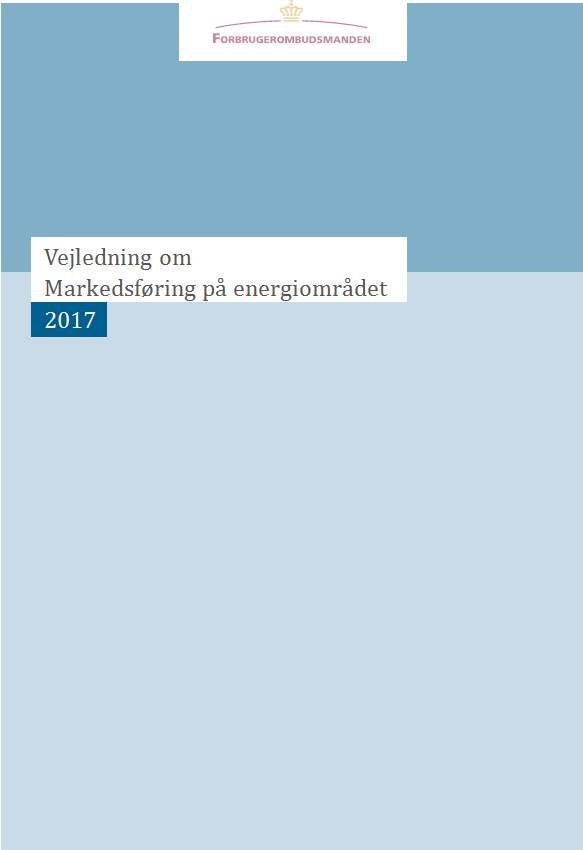 FORBRUGEROMBUDSMANDEN
Vejledning om
Markedsføring på energiområdet
2017